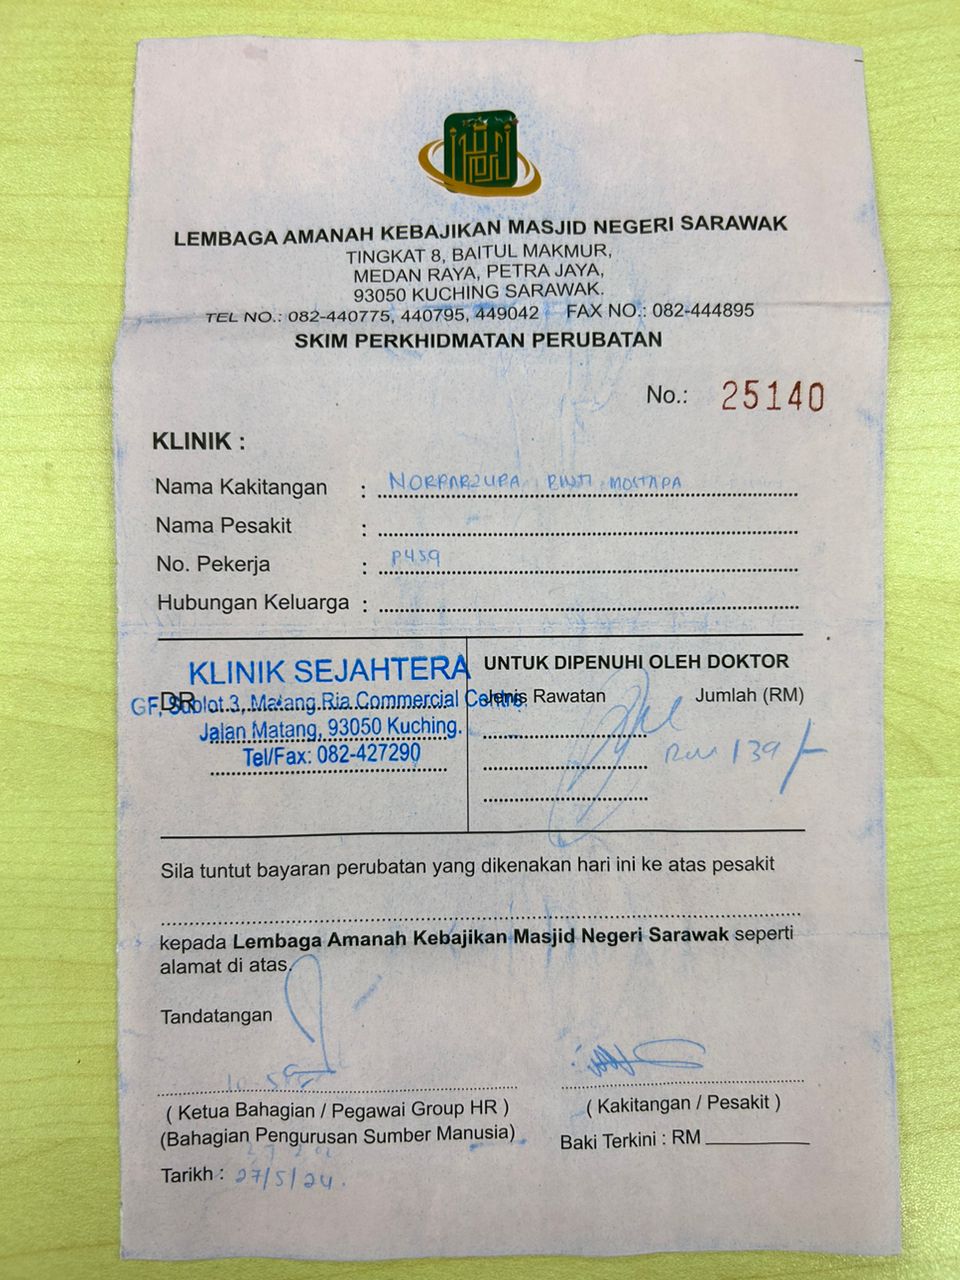 LEMBAGA AMANAH KEBAJIKAN MASJID NEGERI SARAWAK
TINGKAT 8, BAITUL MAKMUR,
MEDAN RAYA, PETRA JAYA,
93050 KUCHING SARAWAK.
TEL NO.: 082-440775, 440795, 449042 FAX NO.: 082-444895
SKIM PERKHIDMATAN PERUBATAN
No.: 25140
KLINIK :
Nama Kakitangan : BINTI MOSTAPA
Nama Pesakit :
No. Pekerja : P459
Hubungan Keluarga :
KLINIK SEJAHTERA
DR
GF, Sublot 3, Matang Ria Commercial Centre,
Jalan Matang, 93050 Kuching.
Tel/Fax: 082-427290
UNTUK DIPENUHI OLEH DOKTOR
Jenis Rawatan Jumlah (RM)
RM 139/-
Sila tuntut bayaran perubatan yang dikenakan hari ini ke atas pesakit
kepada Lembaga Amanah Kebajikan Masjid Negeri Sarawak seperti
alamat di atas.
Tandatangan
( Ketua Bahagian / Pegawai Group HR )
(Bahagian Pengurusan Sumber Manusia)
Tarikh : 27/5/24.
( Kakitangan / Pesakit )
Baki Terkini : RM